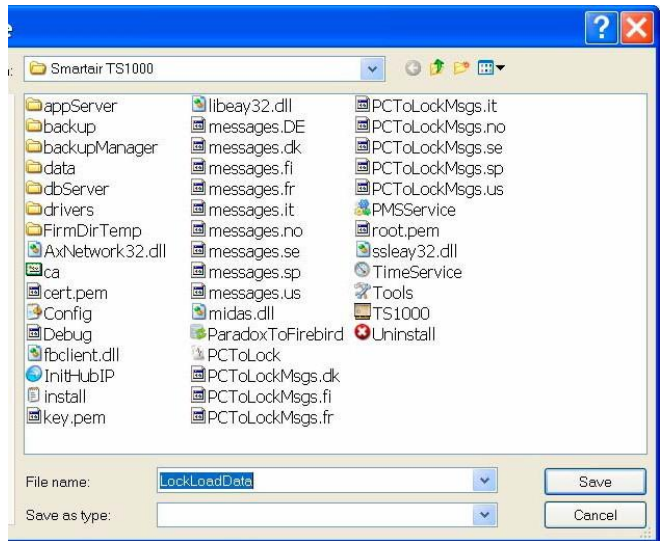 e
n:
Smartair TS1000
appServer
backup
backupManager
data
dbServer
drivers
FirmDirTemp
AxNetwork32.dll
ca
cert.pem
Config
Debug
fbclient.dll
InitHubIP
install
key.pem
libeay32.dll
messages.DE
messages.dk
messages.fi
messages.fr
messages.it
messages.no
messages.se
messages.sp
messages.us
midas.dll
ParadoxToFirebird
PCToLock
PCToLockMsgs.dk
PCToLockMsgs.fi
PCToLockMsgs.fr
PCToLockMsgs.it
PCToLockMsgs.no
PCToLockMsgs.se
PCToLockMsgs.sp
PCToLockMsgs.us
PMSService
root.pem
ssleay32.dll
TimeService
Tools
TS1000
Uninstall
File name:
LockLoadData
Save
Save as type:
Cancel